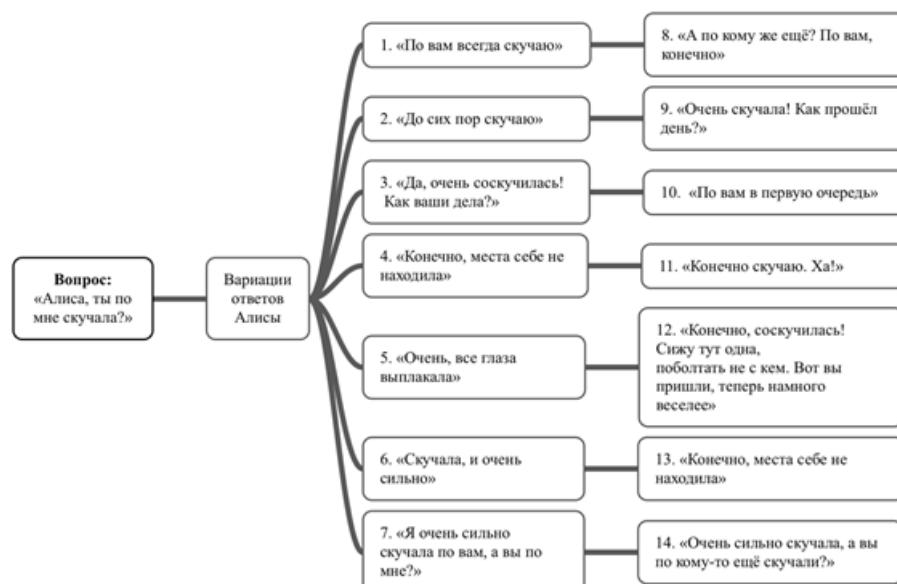 Вопрос:
«Алиса, ты по
мне скучала?»
Вариации
ответов
Алисы
1. «По вам всегда скучаю»
8. «А по кому же ещё? По вам,
конечно»
2. «До сих пор скучаю»
9. «Очень скучала! Как прошёл
день?»
3. «Да, очень соскучилась!
Как ваши дела?»
10. «По вам в первую очередь»
4. «Конечно, места себе не
находила»
11. «Конечно скучаю. Ха!»
5. «Очень, все глаза
выплакала»
12. «Конечно, соскучилась!
Сижу тут одна,
поболтать не с кем. Вот вы
пришли, теперь намного
веселее»
6. «Скучала, и очень
сильно»
13. «Конечно, места себе не
находила»
7. «Я очень сильно
скучала по вам, а вы по
мне?»
14. «Очень сильно скучала, а вы
по кому-то ещё скучали?»